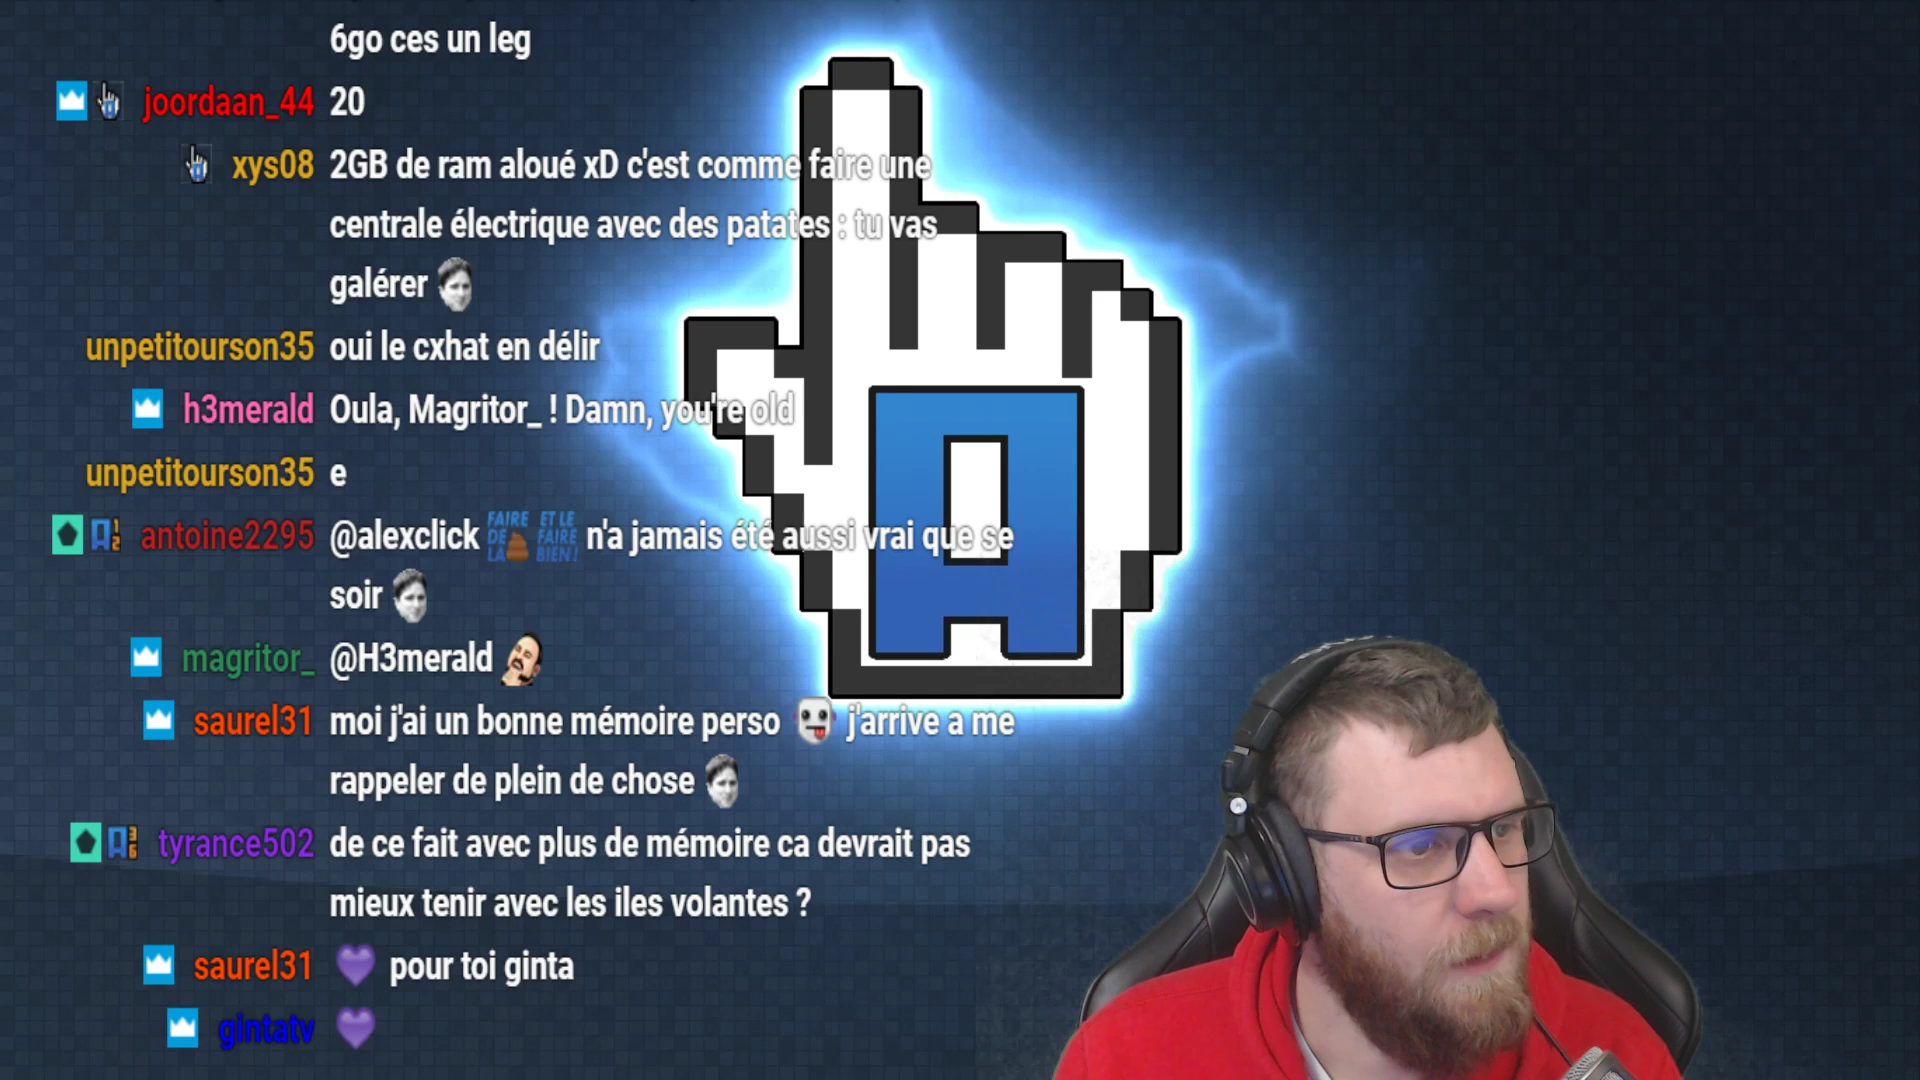 6go ces un leg
joordaan_44 20
xys08 2GB de ram aloué xD c'est comme faire une
centrale électrique avec des patates : tu vas
galérer
unpetitourson35 oui le cxhat en délir
h3merald Oula, Magritor_ ! Damn, you're old
unpetitourson35 e
antoine2295 @alexclick FAIRE DE LA ET LE FAIRE BIEN! n'a jamais été aussi vrai que se
soir
magritor_ @H3merald
saurel31 moi j'ai un bonne mémoire perso j'arrive a me
rappeler de plein de chose
tyrance502 de ce fait avec plus de mémoire ca devrait pas
mieux tenir avec les iles volantes ?
saurel31 pour toi ginta
gintatv
A